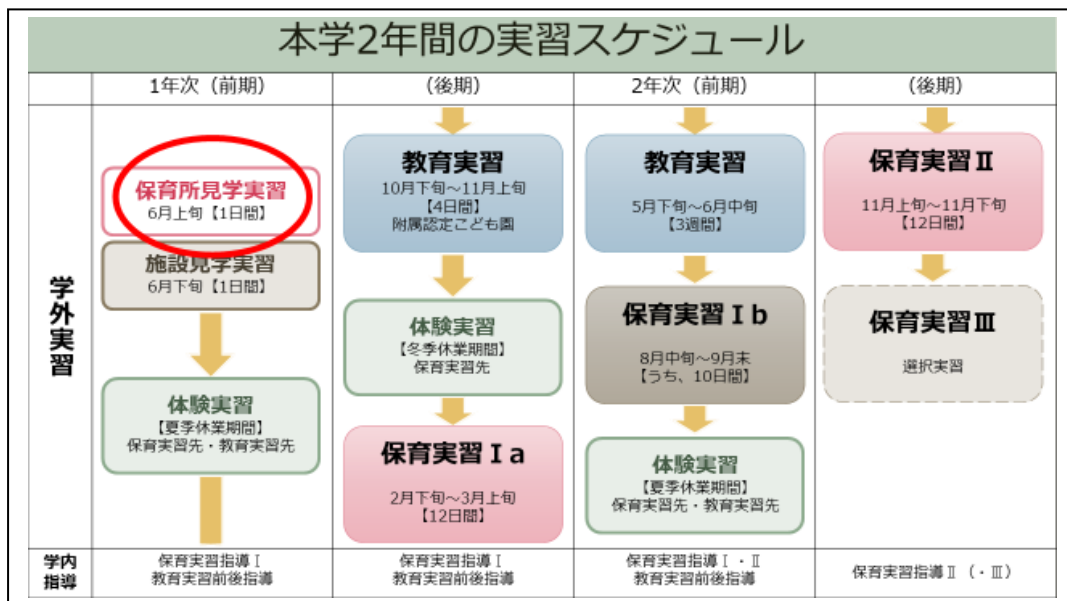 本学2年間の実習スケジュール
1年次（前期）
（後期）
2年次（前期）
（後期）
学外実習
保育所見学実習
6月上旬【1日間】
施設見学実習
6月下旬【1日間】
体験実習
【夏季休業期間】
保育実習先・教育実習先
教育実習
10月下旬～11月上旬
【4日間】
附属認定こども園
体験実習
【冬季休業期間】
保育実習先
保育実習Ⅰa
2月下旬～3月上旬
【12日間】
教育実習
5月下旬～6月中旬
【3週間】
保育実習Ⅰb
8月中旬～9月末
【うち、10日間】
体験実習
【夏季休業期間】
保育実習先・教育実習先
保育実習Ⅱ
11月上旬～11月下旬
【12日間】
保育実習Ⅲ
選択実習
学内
指導
保育実習指導Ⅰ
教育実習前後指導
保育実習指導Ⅰ
教育実習前後指導
保育実習指導Ⅰ・Ⅱ
教育実習前後指導
保育実習指導Ⅱ（・Ⅲ）